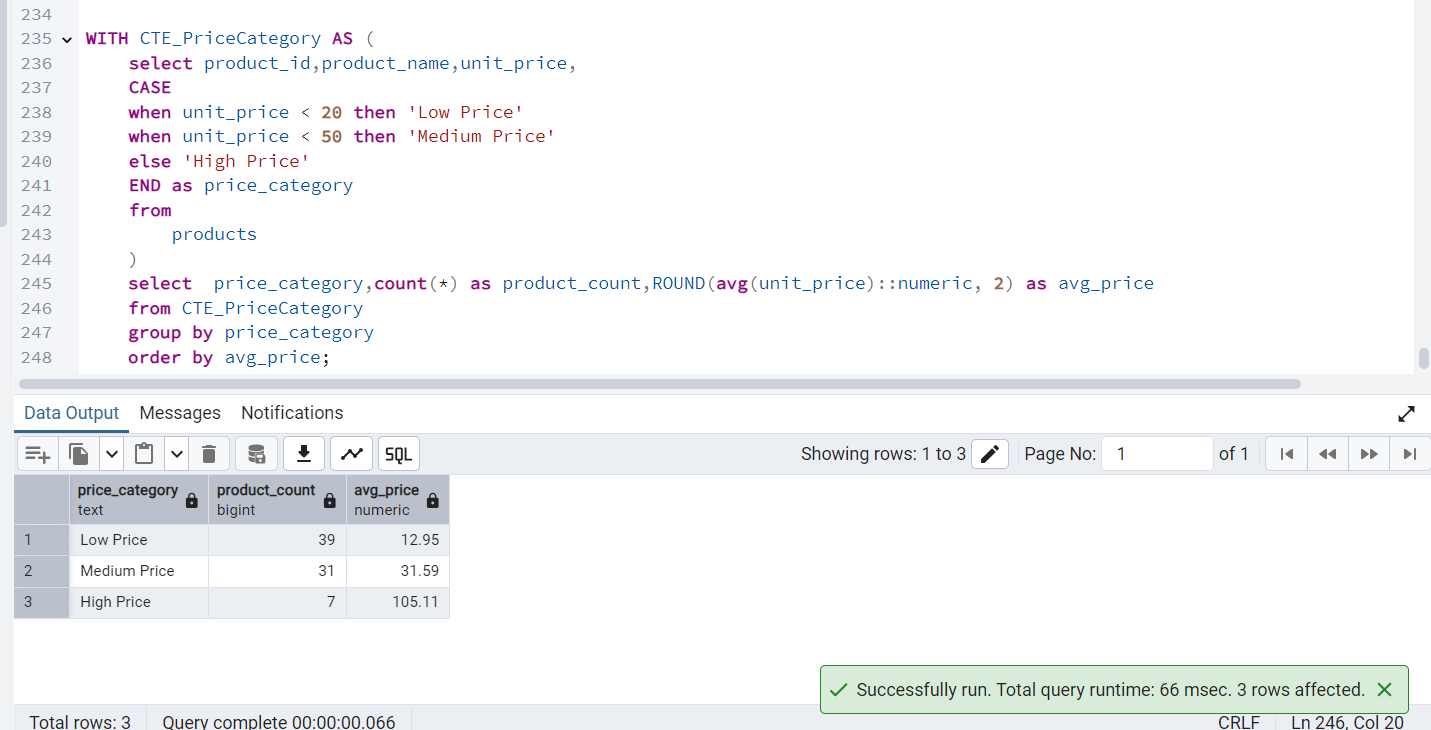 234
235 WITH CTE_PriceCategory AS (
236 select product_id,product_name,unit_price,
237 CASE
238 when unit_price < 20 then 'Low Price'
239 when unit_price < 50 then 'Medium Price'
240 else 'High Price'
241 END as price_category
242 from
243 products
244 )
245 select  price_category,count(*) as product_count,ROUND(avg(unit_price)::numeric, 2) as avg_price
246 from CTE_PriceCategory
247 group by price_category
248 order by avg_price;
Data Output Messages Notifications
SQL Showing rows: 1 to 3 Page No: 1 of 1
price_category product_count avg_price
text bigint numeric
1 Low Price 39 12.95
2 Medium Price 31 31.59
3 High Price 7 105.11
Successfully run. Total query runtime: 66 msec. 3 rows affected.
Total rows: 3 Query complete 00:00:00.066 CRLF Ln 246, Col 20